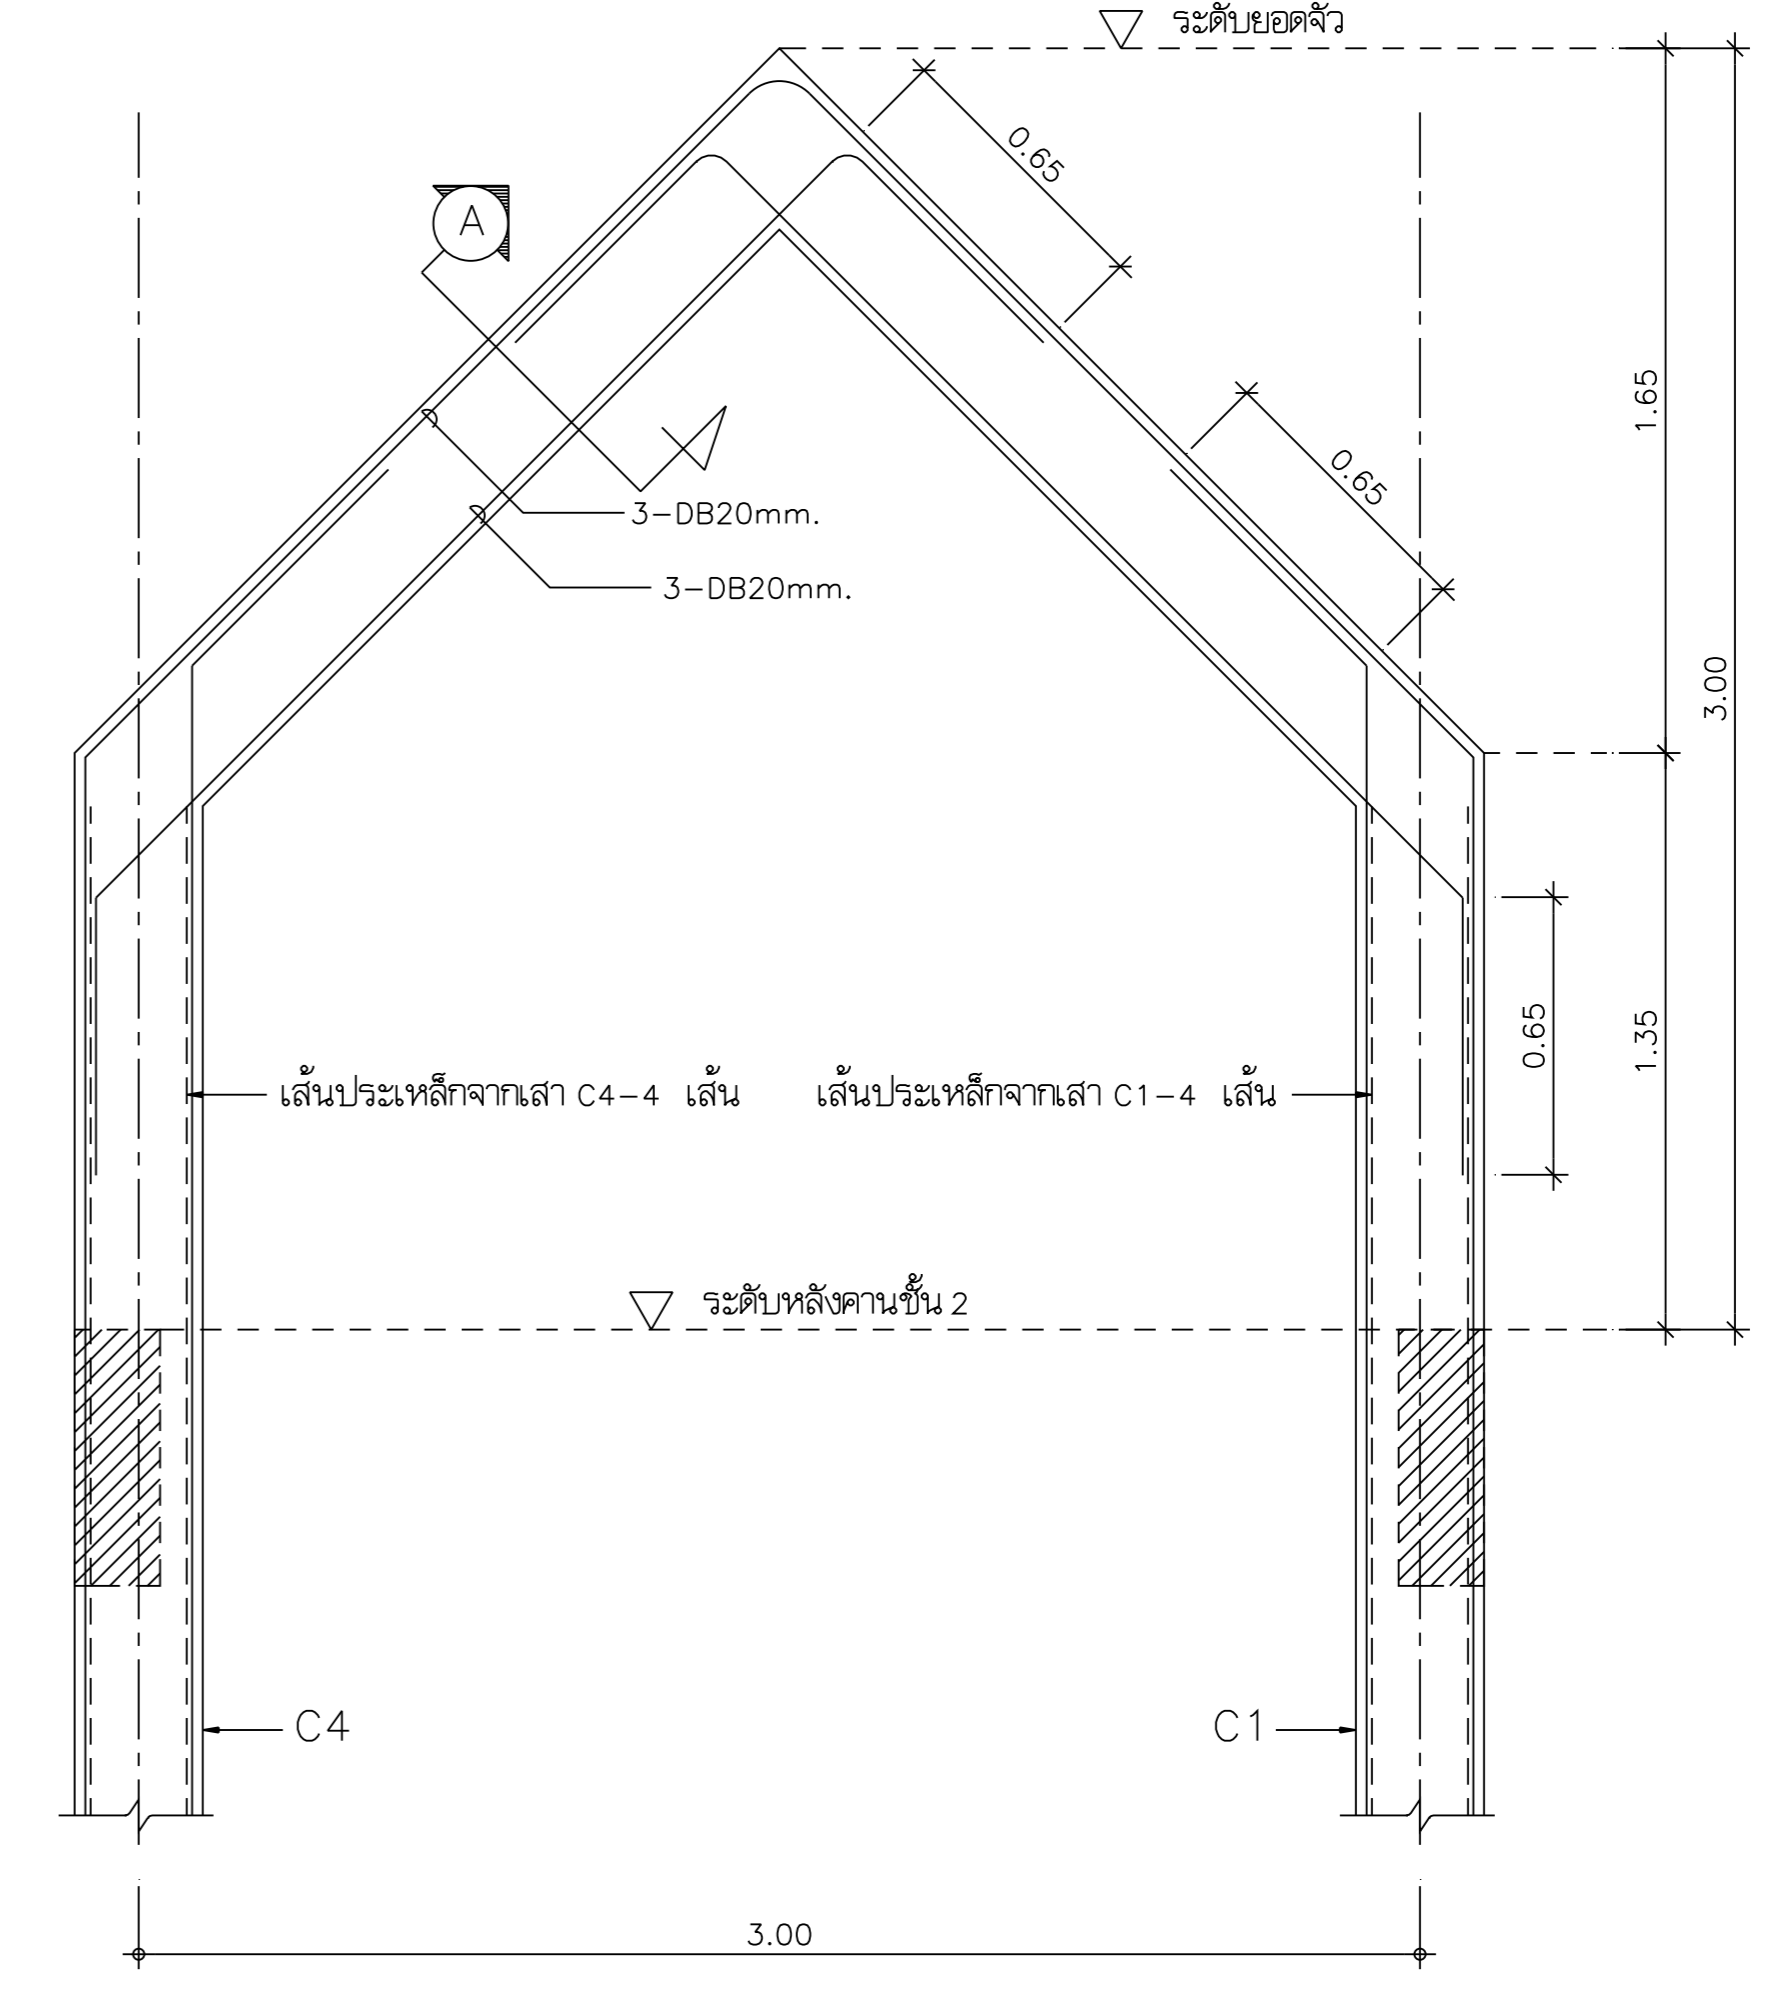 ระดับยอดจั่ว
0.65
A
1.65
0.65
3-DB20mm.
3-DB20mm.
3.00
0.65
1.35
เส้นประเหล็กจากเสา C4-4 เส้น
เส้นประเหล็กจากเสา C1-4 เส้น
ระดับหลังคานชั้น 2
C4
C1
3.00